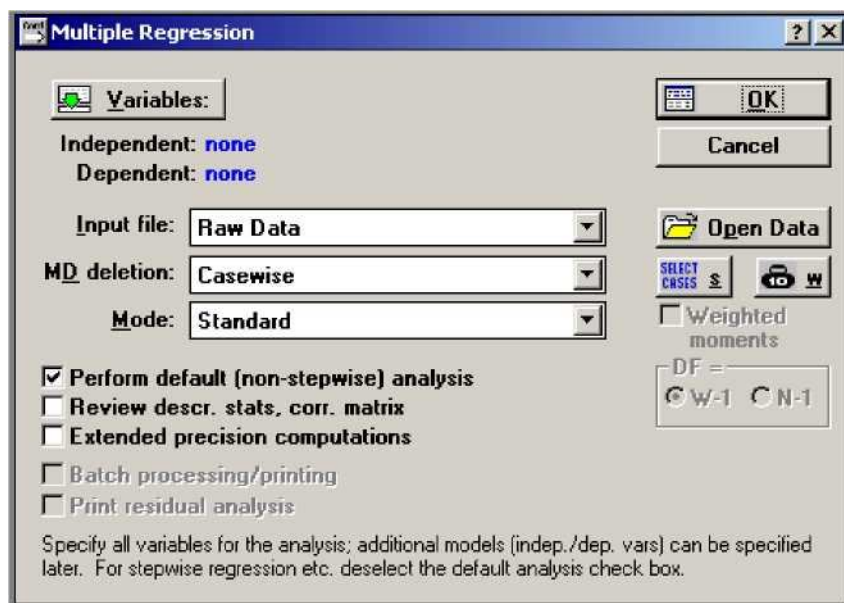 Multiple Regression
Variables:
Independent: none
Dependent: none
Input file: Raw Data
MD deletion: Casewise
Mode: Standard
Perform default (non-stepwise) analysis
Review descr. stats, corr. matrix
Extended precision computations
Batch processing/printing
Print residual analysis
Specify all variables for the analysis; additional models (indep./dep. vars) can be specified
later. For stepwise regression etc. deselect the default analysis check box.
OK
Cancel
Open Data
SELECT
CASES S
W
Weighted
moments
DF =
W-1 N-1